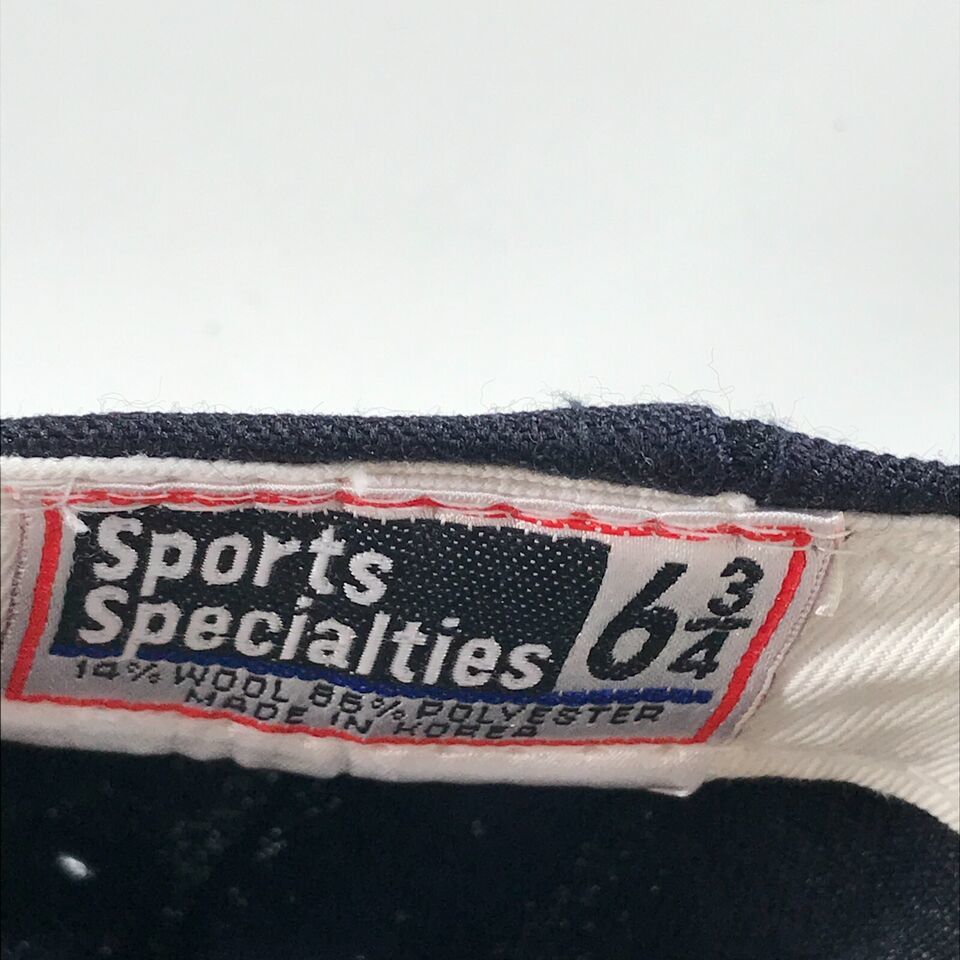 Sports
Specialties
6 3/4
14% WOOL 86% POLYESTER
MADE IN KOREA